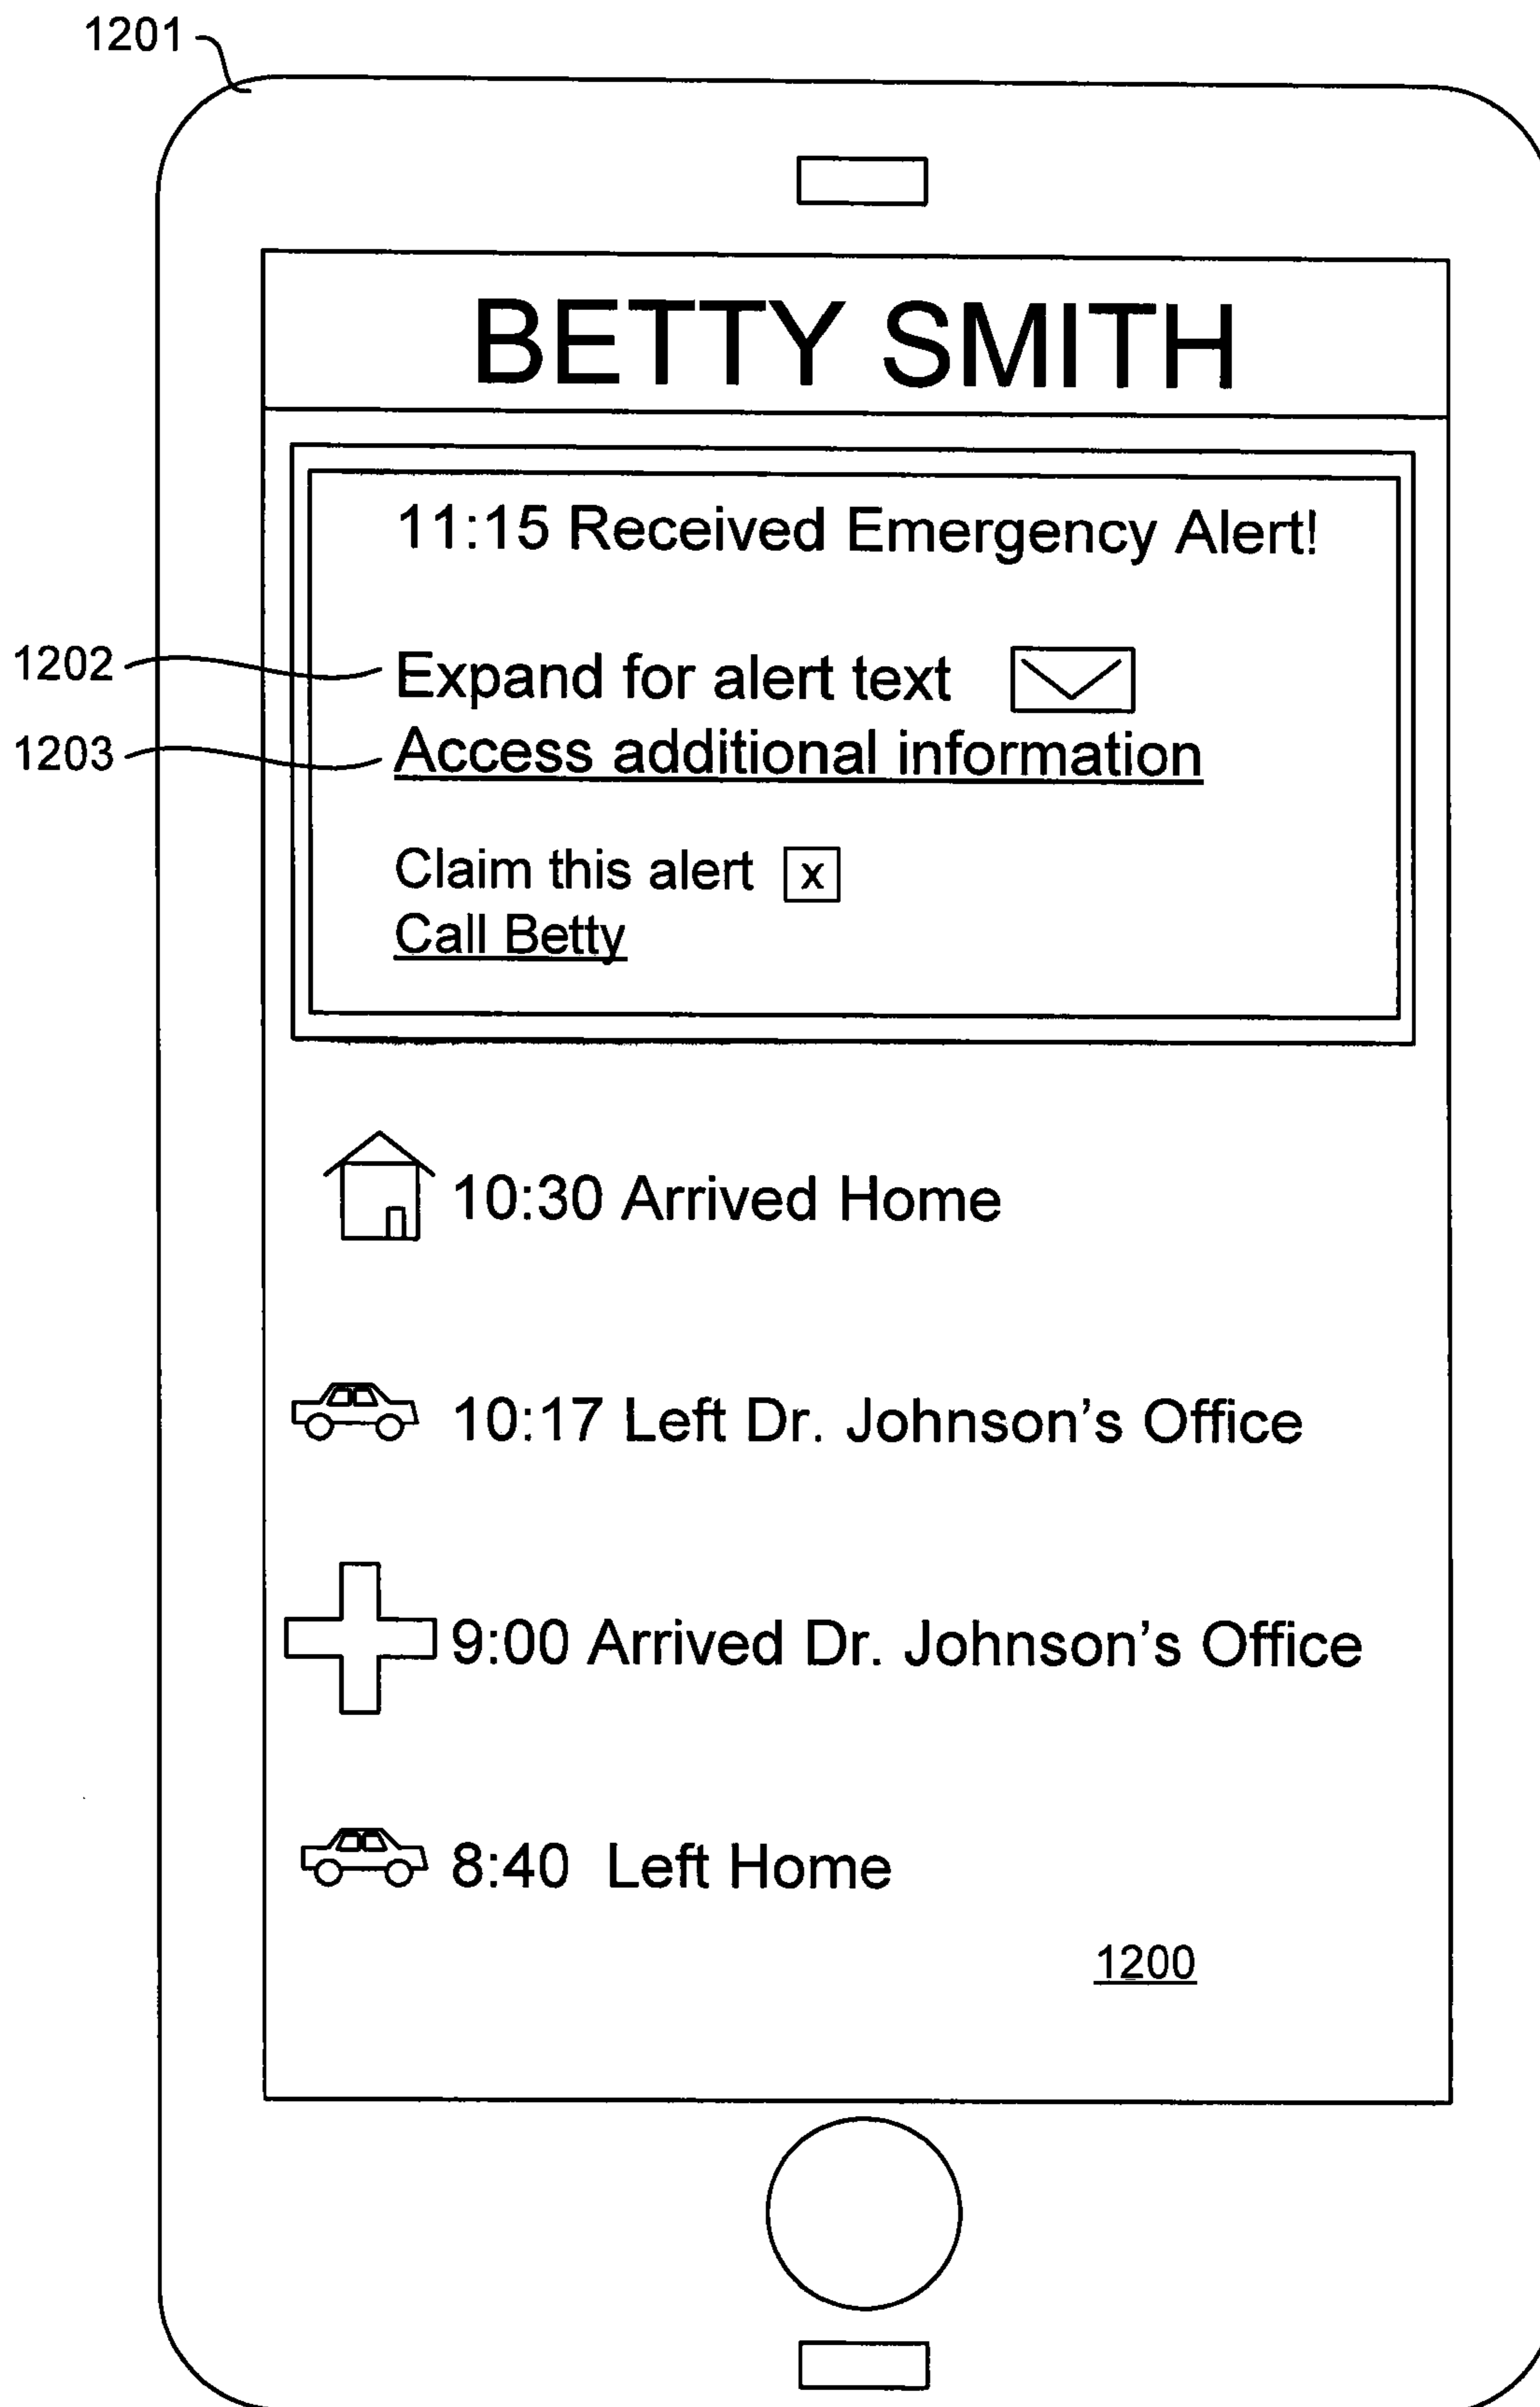 1201
BETTY SMITH
11:15 Received Emergency Alert!
1202
Expand for alert text
1203
Access additional information
Claim this alert x
Call Betty
10:30 Arrived Home
10:17 Left Dr. Johnson's Office
9:00 Arrived Dr. Johnson's Office
8:40 Left Home
1200